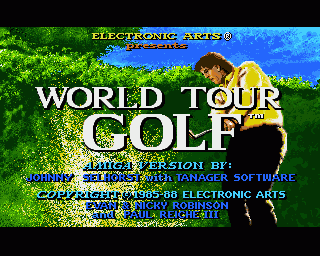 ELECTRONIC ARTS®
presents
WORLD TOUR
GOLF™
AMIGA VERSION BY:
JOHNNY SELHORST with TANAGER SOFTWARE
COPYRIGHT 1985-88 ELECTRONIC ARTS
EVAN & NICKY ROBINSON
and PAUL REICHE III